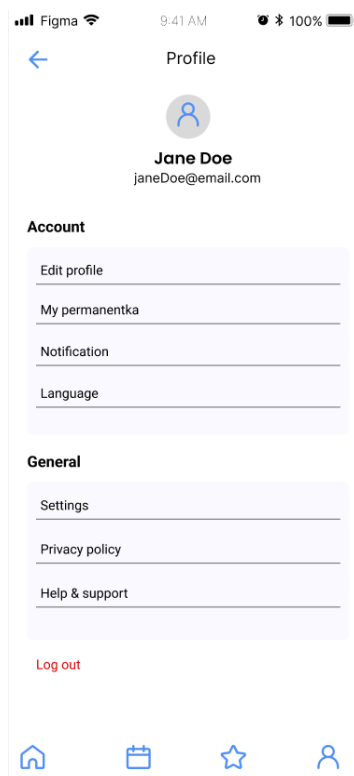 Figma 9:41 AM 100%
Profile
Jane Doe
janeDoe@email.com
Account
Edit profile
My permanentka
Notification
Language
General
Settings
Privacy policy
Help & support
Log out